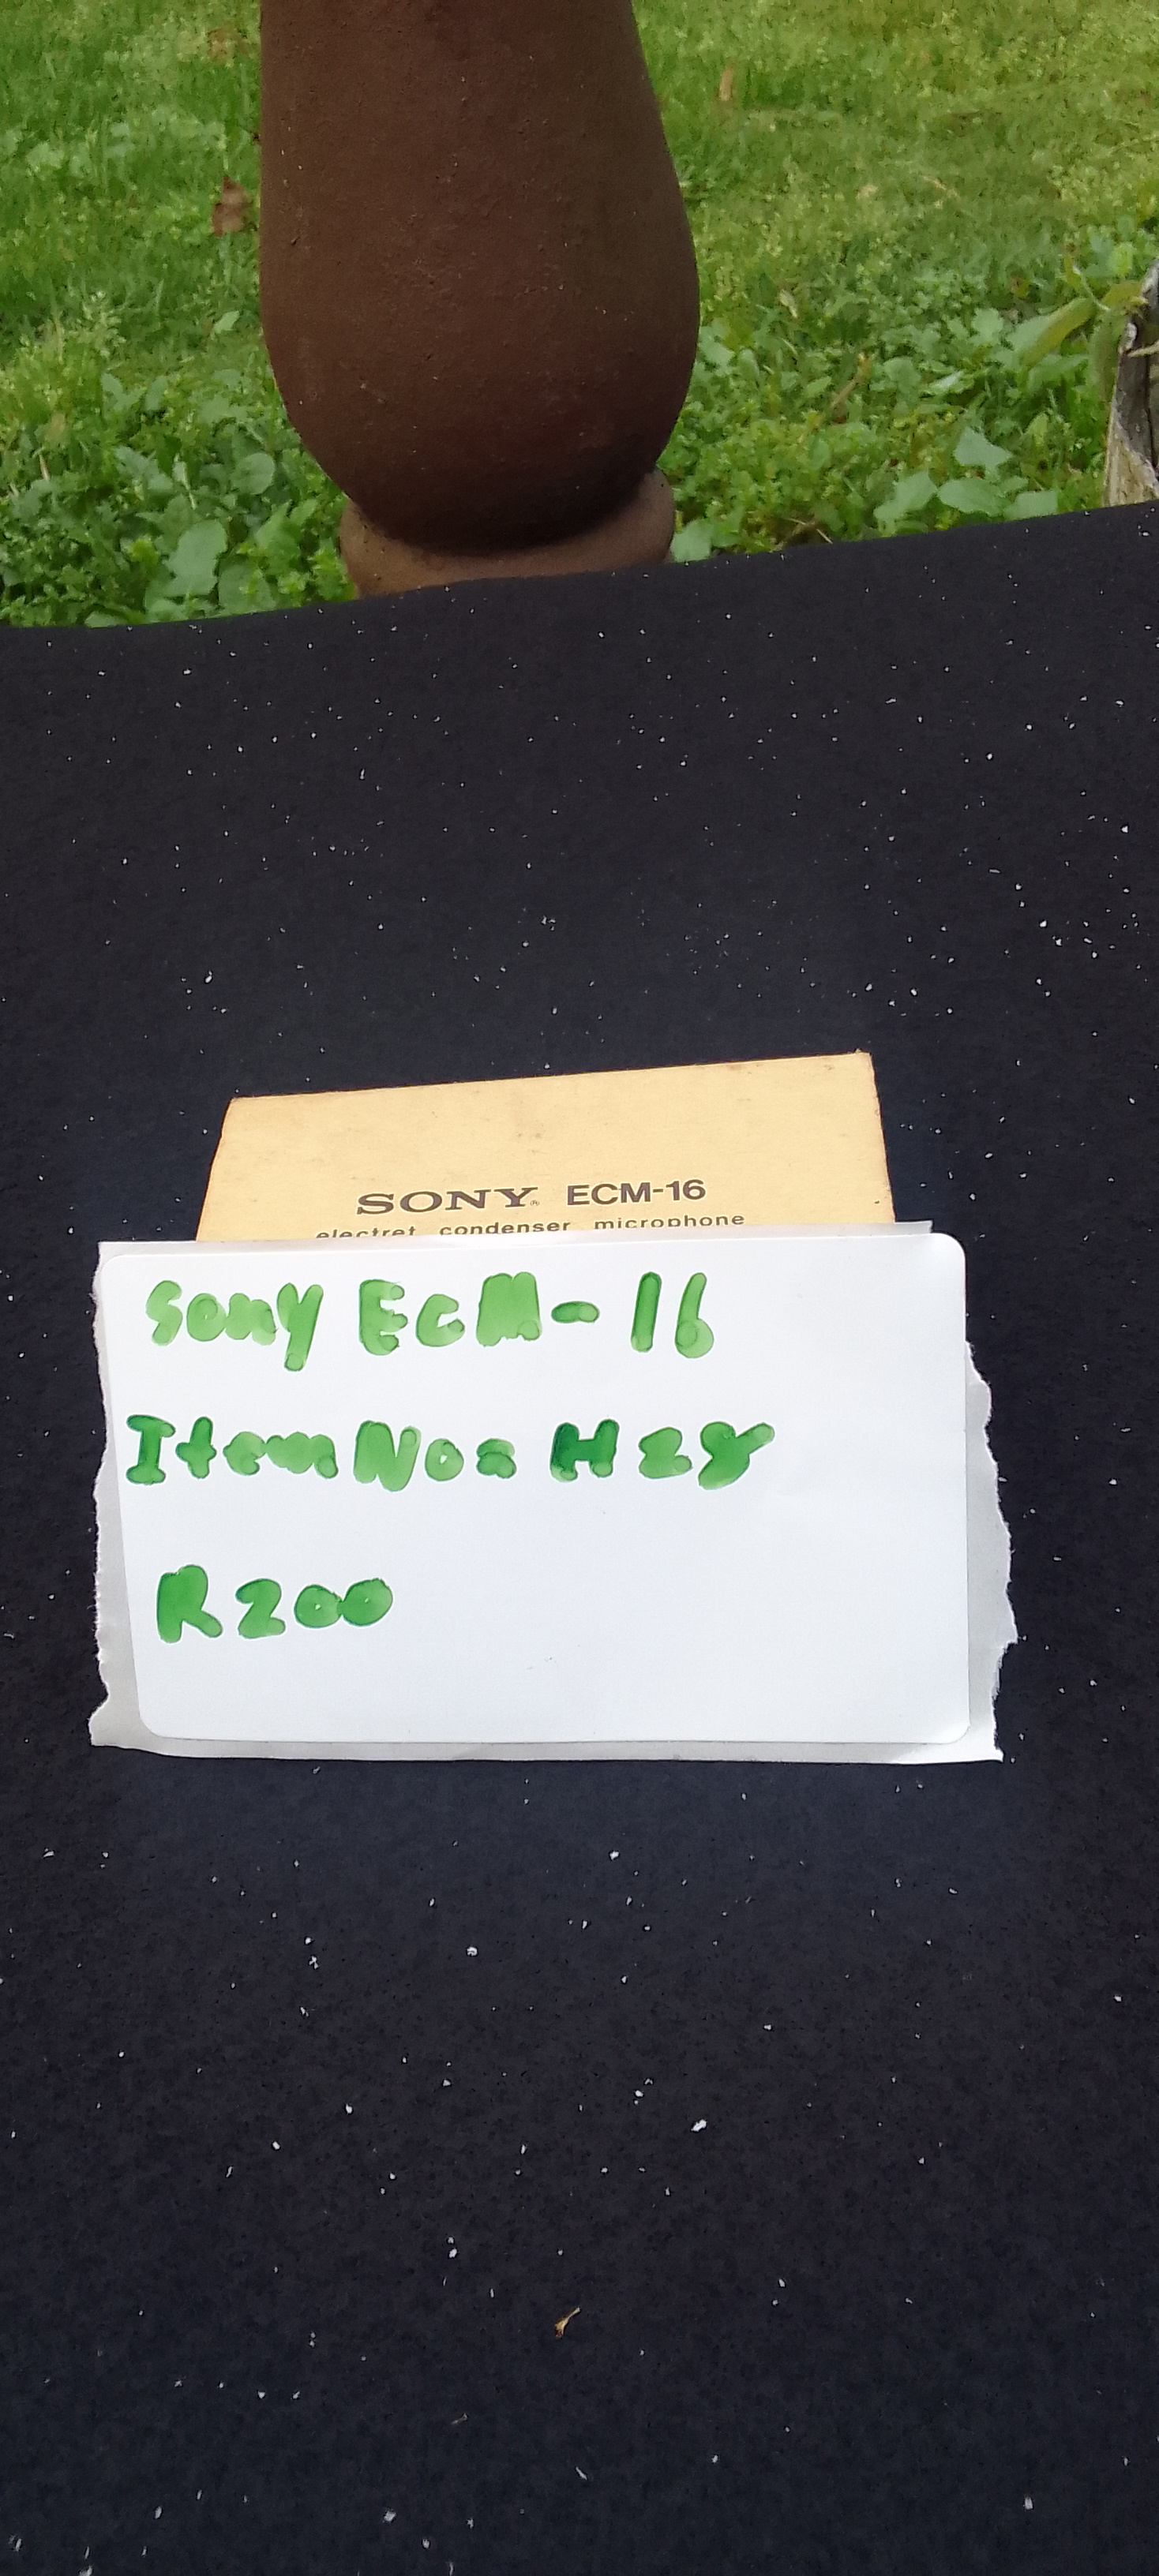 SONY® ECM-16
electret condenser microphone
Sony ECM-16
Item No: H28
R200